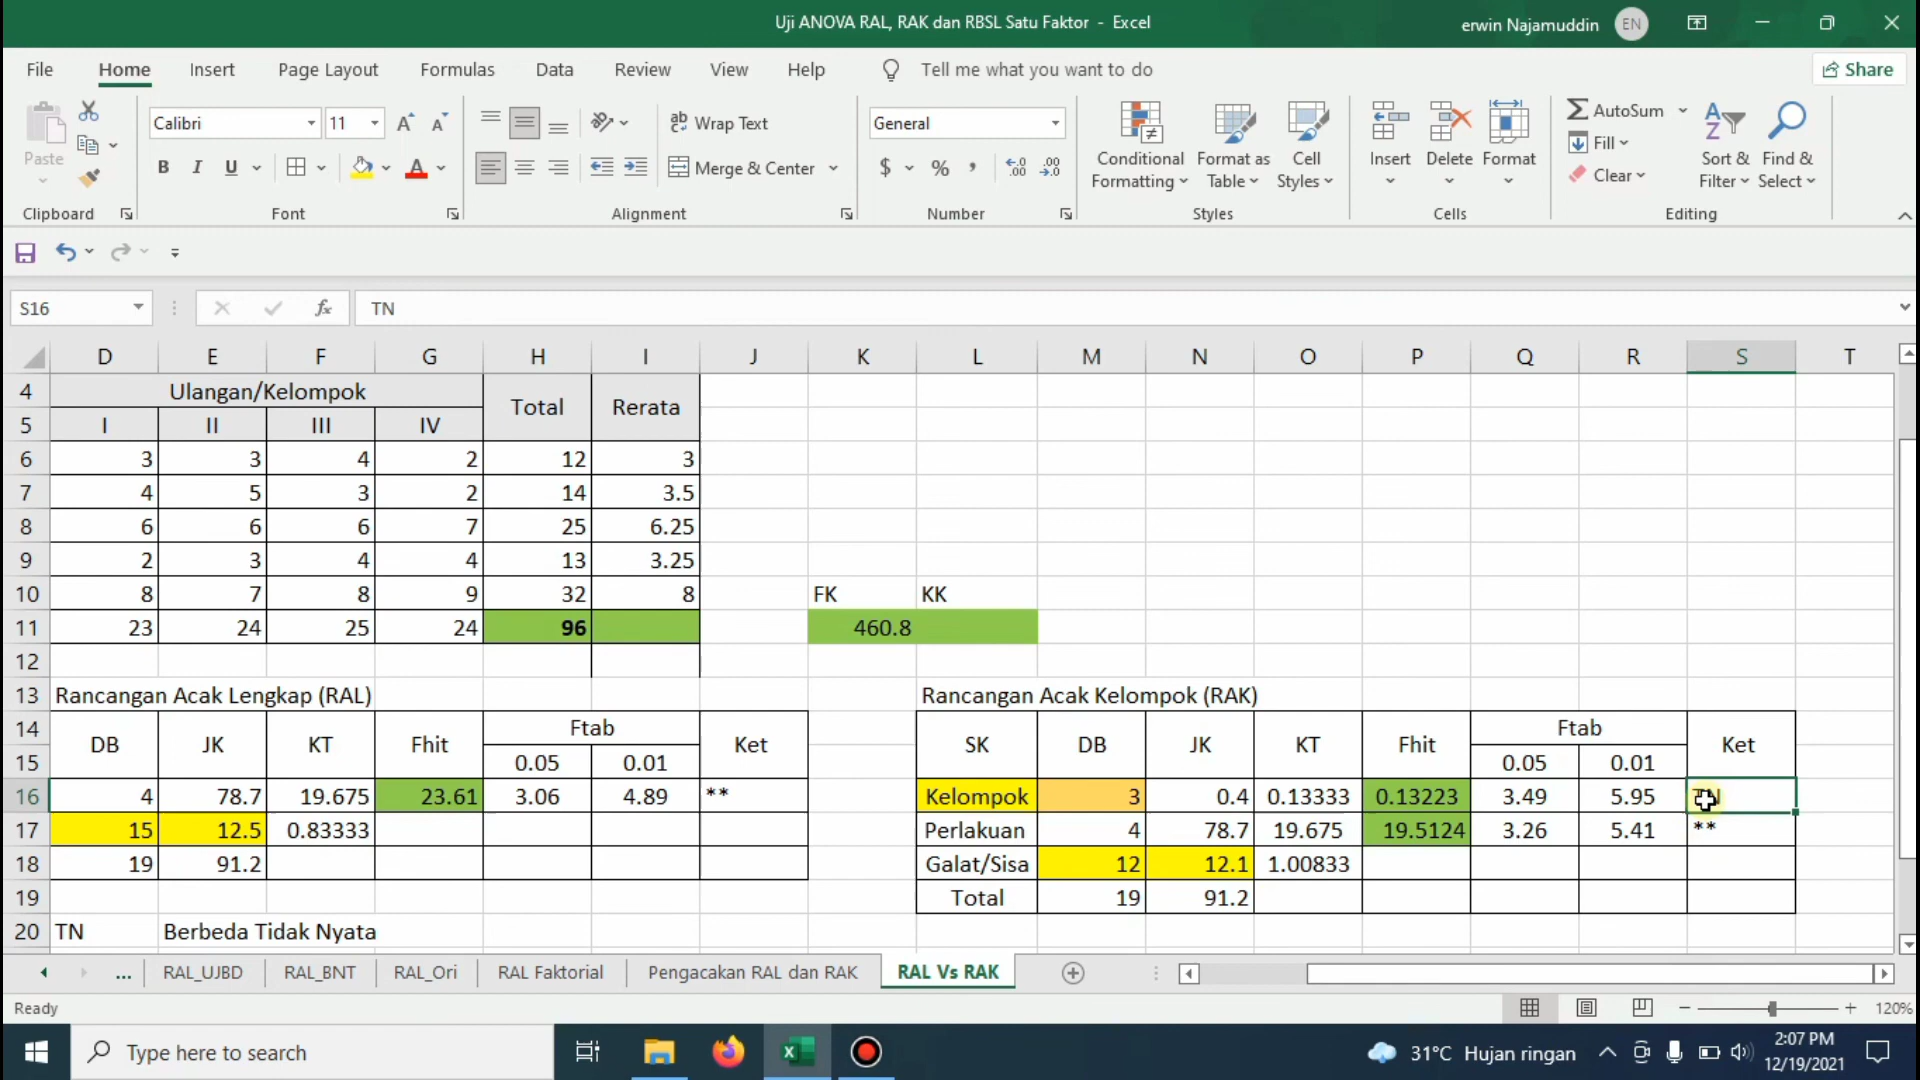 Uji ANOVA RAL, RAK dan RBSL Satu Faktor - Excel
erwin Najamuddin EN
File Home Insert Page Layout Formulas Data Review View Help Tell me what you want to do Share
Paste Calibri 11 Wrap Text General Conditional Formatting Format as Table Cell Styles Insert Delete Format AutoSum Fill Clear Sort & Filter Find & Select
B I U Merge & Center $ % , .00
Clipboard Font Alignment Number Styles Cells Editing
S16 fx TN
D E F G H I J K L M N O P Q R S T
4 Ulangan/Kelompok Total Rerata
5 I II III IV
6 3 3 4 2 12 3
7 4 5 3 2 14 3.5
8 6 6 6 7 25 6.25
9 2 3 4 4 13 3.25
10 8 7 8 9 32 8 FK KK
11 23 24 25 24 96 460.8
12
13 Rancangan Acak Lengkap (RAL) Rancangan Acak Kelompok (RAK)
14 DB JK KT Fhit Ftab Ket SK DB JK KT Fhit Ftab Ket
15 0.05 0.01 0.05 0.01
16 4 78.7 19.675 23.61 3.06 4.89 ** Kelompok 3 0.4 0.13333 0.13223 3.49 5.95 TN
17 15 12.5 0.83333 Perlakuan 4 78.7 19.675 19.5124 3.26 5.41 **
18 19 91.2 Galat/Sisa 12 12.1 1.00833
19 Total 19 91.2
20 TN Berbeda Tidak Nyata
... RAL_UJBD RAL_BNT RAL_Ori RAL Faktorial Pengacakan RAL dan RAK RAL Vs RAK
Ready 120%
Type here to search 31°C Hujan ringan 2:07 PM
12/19/2021